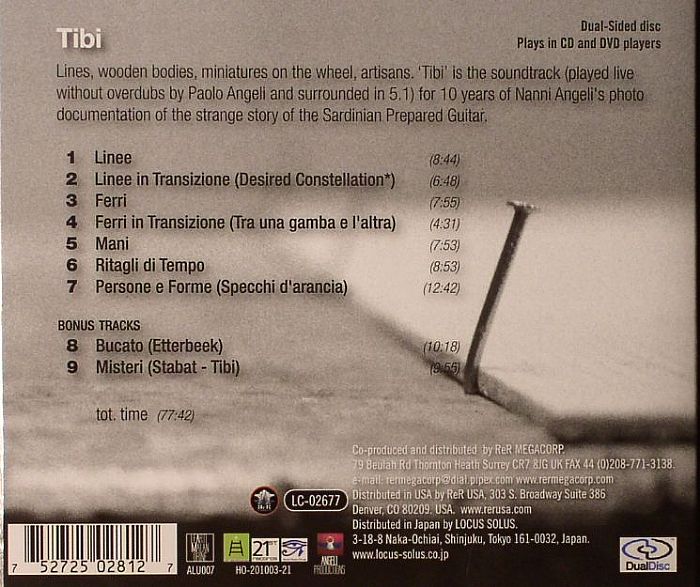 Tibi
Dual-Sided disc
Plays in CD and DVD players
Lines, wooden bodies, miniatures on the wheel, artisans. 'Tibi' is the soundtrack (played live
without overdubs by Paolo Angeli and surrounded in 5.1) for 10 years of Nanni Angeli's photo
documentation of the strange story of the Sardinian Prepared Guitar.
1 Linee (8:44)
2 Linee in Transizione (Desired Constellation*) (6:48)
3 Ferri (7:55)
4 Ferri in Transizione (Tra una gamba e l'altra) (4:31)
5 Mani (7:53)
6 Ritagli di Tempo (8:53)
7 Persone e Forme (Specchi d'arancia) (12:42)
BONUS TRACKS
8 Bucato (Etterbeek) (10:18)
9 Misteri (Stabat - Tibi) (9:55)
tot. time (77:42)
Co-produced and distributed by ReR MEGACORP.
79 Beulah Rd Thornton Heath Surrey CR7 8JG UK FAX 44 (0)208-771-3138.
e-mail: rermegacorp@dial.pipex.com www.rermegacorp.com
Distributed in USA by ReR USA, 303 S. Broadway Suite 386
Denver, CO 80209. USA. www.rerusa.com
Distributed in Japan by LOCUS SOLUS.
3-18-8 Naka-Ochiai, Shinjuku, Tokyo 161-0032, Japan.
www.locus-solus.co.jp
LC-02677
7 52725 02812 7
ALU007
HO-201003-21
21st
ANGELI
PRODUCTIONS
DualDisc